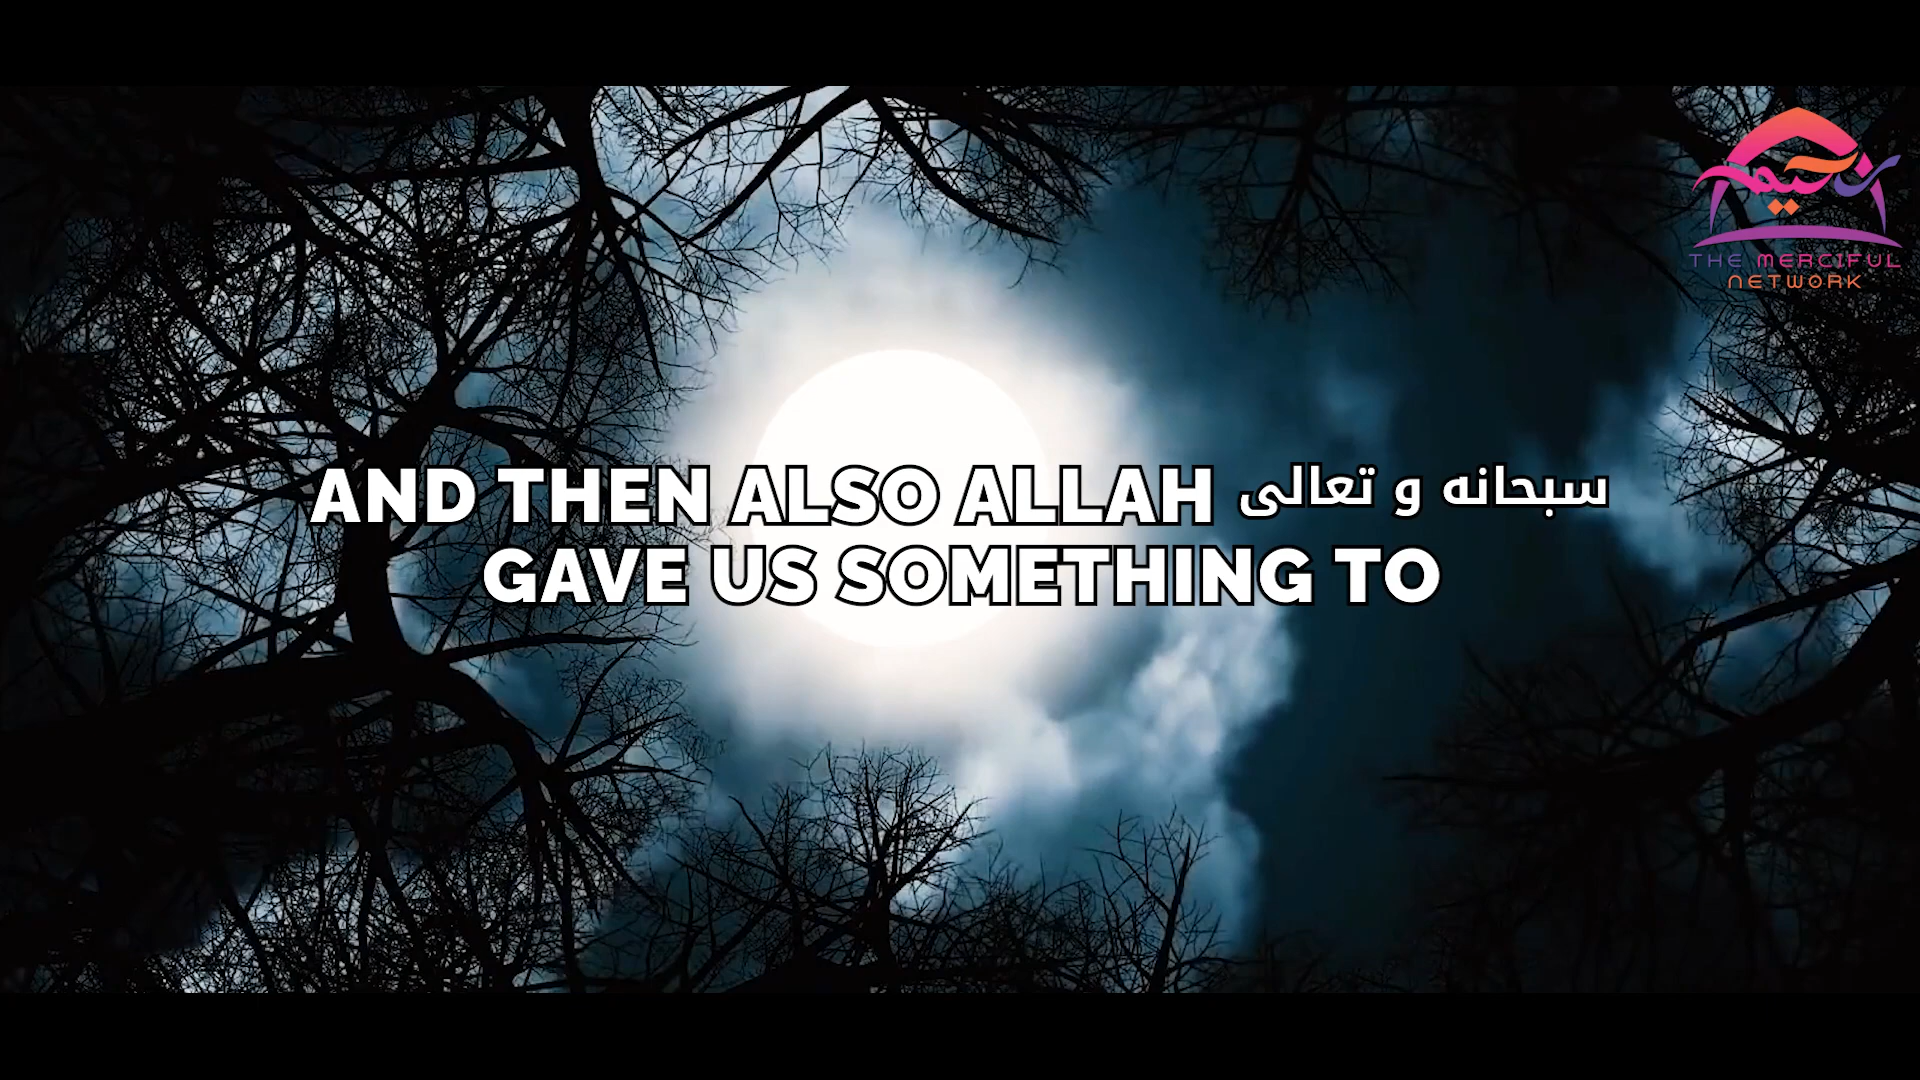 AND THEN ALSO ALLAH سبحانه و تعالى
GAVE US SOMETHING TO
THE MERCIFUL
NETWORK